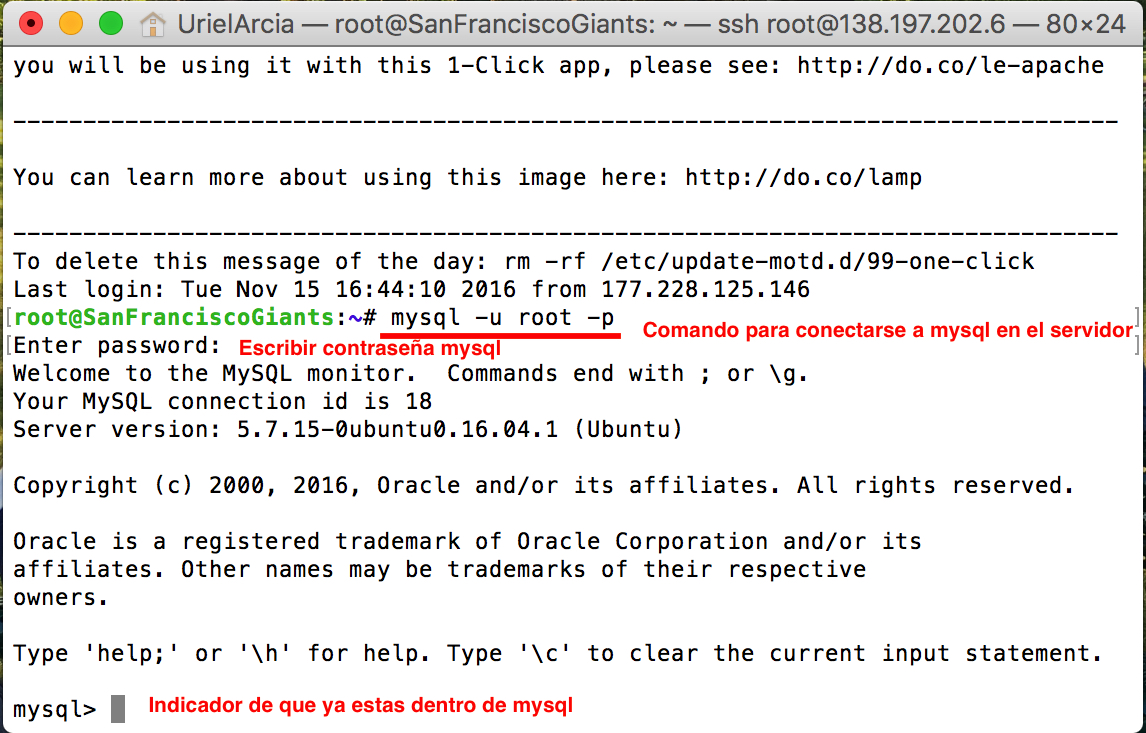 UrielArcia — root@SanFranciscoGiants: ~ — ssh root@138.197.202.6 — 80×24
you will be using it with this 1-Click app, please see: http://do.co/le-apache
-------------------------------------------------------------------------------
You can learn more about using this image here: http://do.co/lamp
-------------------------------------------------------------------------------
To delete this message of the day: rm -rf /etc/update-motd.d/99-one-click
Last login: Tue Nov 15 16:44:10 2016 from 177.228.125.146
[root@SanFranciscoGiants:~# mysql -u root -p Comando para conectarse a mysql en el servidor]
[Enter password: Escribir contraseña mysql ]
Welcome to the MySQL monitor.  Commands end with ; or \g.
Your MySQL connection id is 18
Server version: 5.7.15-0ubuntu0.16.04.1 (Ubuntu)
Copyright (c) 2000, 2016, Oracle and/or its affiliates. All rights reserved.
Oracle is a registered trademark of Oracle Corporation and/or its
affiliates. Other names may be trademarks of their respective
owners.
Type 'help;' or '\h' for help. Type '\c' to clear the current input statement.
mysql> Indicador de que ya estas dentro de mysql